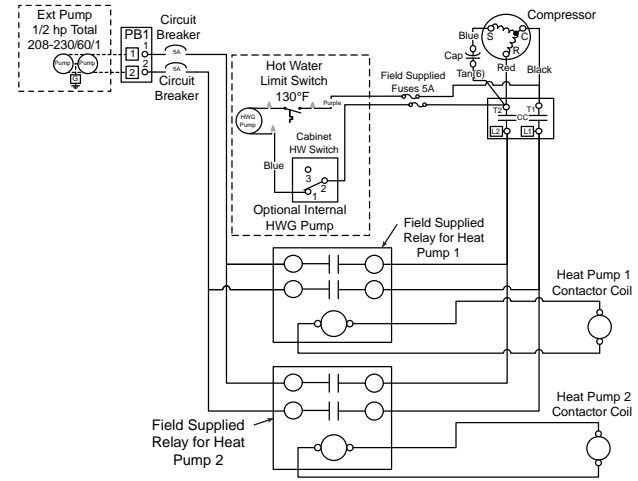 Ext Pump
1/2 hp Total
208-230/60/1
Pump
Pump
G
PB1
1
1
2
2
Circuit
Breaker
5A
5A
Circuit
Breaker
Hot Water
Limit Switch
130°F
Purple
HWG
Pump
Blue
Cabinet
HW Switch
3
2
1
Optional Internal
HWG Pump
Field Supplied
Fuses 5A
Compressor
Blue
S
C
R
Cap
Tan(6)
Red
Black
T2
T1
CC
L2
L1
Field Supplied
Relay for Heat
Pump 1
Heat Pump 1
Contactor Coil
Field Supplied
Relay for Heat
Pump 2
Heat Pump 2
Contactor Coil